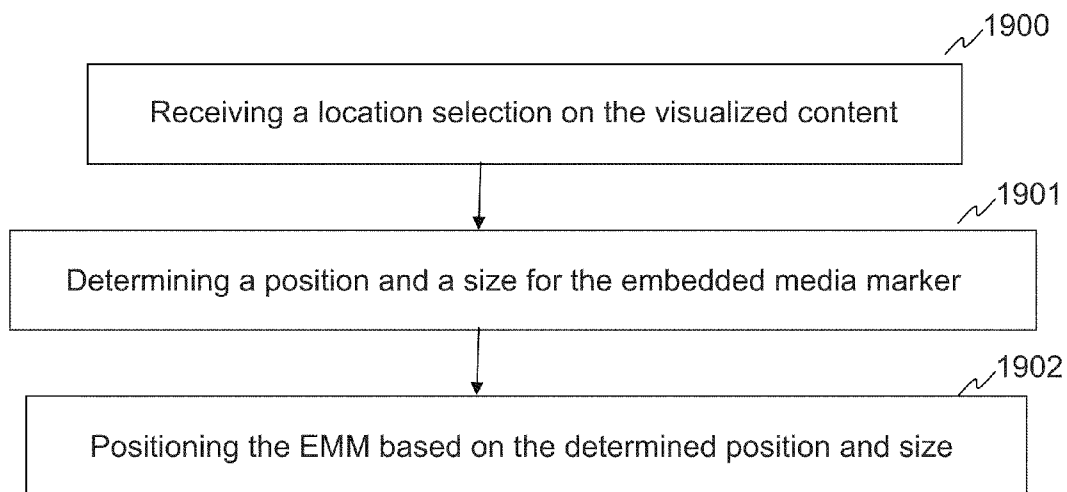 1900
Receiving a location selection on the visualized content
1901
Determining a position and a size for the embedded media marker
1902
Positioning the EMM based on the determined position and size